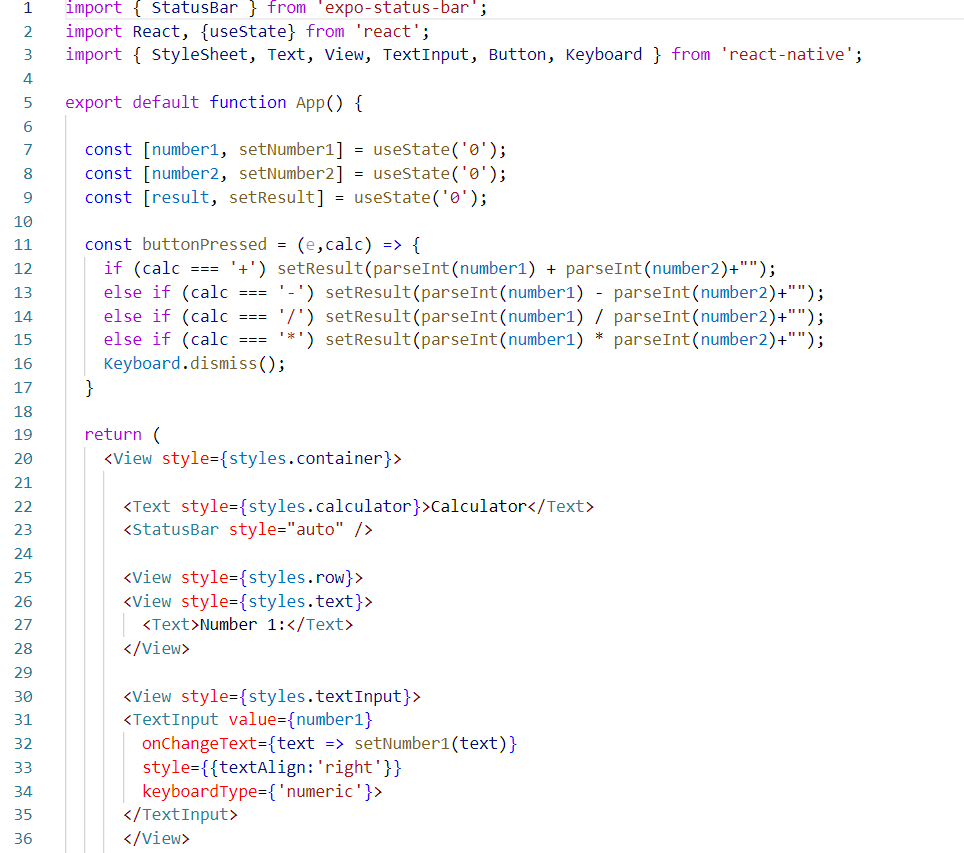 1 import { StatusBar } from 'expo-status-bar';
2 import React, {useState} from 'react';
3 import { StyleSheet, Text, View, TextInput, Button, Keyboard } from 'react-native';
4
5 export default function App() {
6
7   const [number1, setNumber1] = useState('0');
8   const [number2, setNumber2] = useState('0');
9   const [result, setResult] = useState('0');
10
11   const buttonPressed = (e,calc) => {
12     if (calc === '+') setResult(parseInt(number1) + parseInt(number2)+"");
13     else if (calc === '-') setResult(parseInt(number1) - parseInt(number2)+"");
14     else if (calc === '/') setResult(parseInt(number1) / parseInt(number2)+"");
15     else if (calc === '*') setResult(parseInt(number1) * parseInt(number2)+"");
16     Keyboard.dismiss();
17   }
18
19   return (
20     <View style={styles.container}>
21
22       <Text style={styles.calculator}>Calculator</Text>
23       <StatusBar style="auto" />
24
25       <View style={styles.row}>
26       <View style={styles.text}>
27         <Text>Number 1:</Text>
28       </View>
29
30       <View style={styles.textInput}>
31       <TextInput value={number1}
32         onChangeText={text => setNumber1(text)}
33         style={{textAlign:'right'}}
34         keyboardType={'numeric'}>
35       </TextInput>
36       </View>